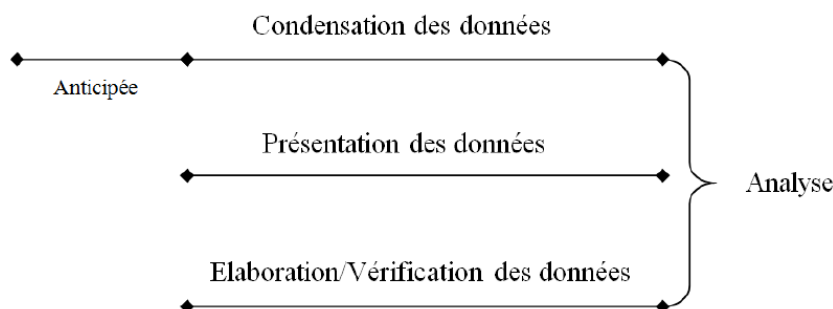 Condensation des données
Anticipée
Présentation des données
Analyse
Elaboration/Vérification des données